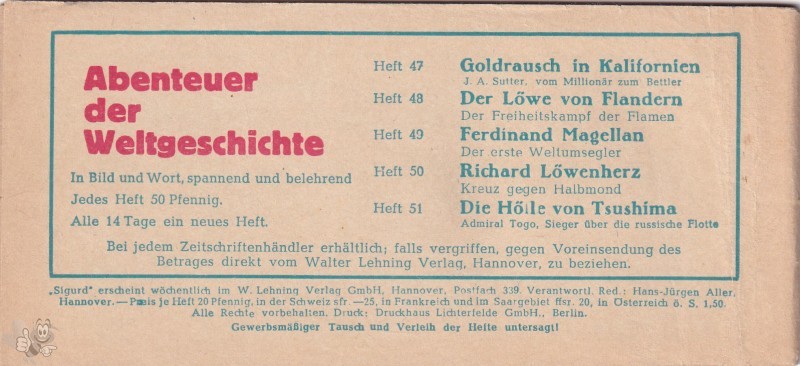 Abenteuer
der
Weltgeschichte
In Bild und Wort, spannend und belehrend
Jedes Heft 50 Pfennig.
Alle 14 Tage ein neues Heft.
Heft 47 Goldrausch in Kalifornien
J. A. Sutter, vom Millionär zum Bettler
Heft 48 Der Löwe von Flandern
Der Freiheitskampf der Flamen
Heft 49 Ferdinand Magellan
Der erste Weltumsegler
Heft 50 Richard Löwenherz
Kreuz gegen Halbmond
Heft 51 Die Hölle von Tsushima
Admiral Togo, Sieger über die russische Flotte
Bei jedem Zeitschriftenhändler erhältlich; falls vergriffen, gegen Voreinsendung des
Betrages direkt vom Walter Lehning Verlag, Hannover, zu beziehen.
„Sigurd" erscheint wöchentlich im W. Lehning Verlag GmbH., Hannover, Postfach 339. Verantwortl. Red.: Hans-Jürgen Aller,
Hannover. — Preis je Heft 20 Pfennig, in der Schweiz sfr. —25, in Frankreich und im Saargebiet ffsr. 20, in Österreich ö. S. 1,50.
Alle Rechte vorbehalten. Druck: Druckhaus Lichterfelde GmbH., Berlin.
Gewerbsmäßiger Tausch und Verleih der Hefte untersagt!